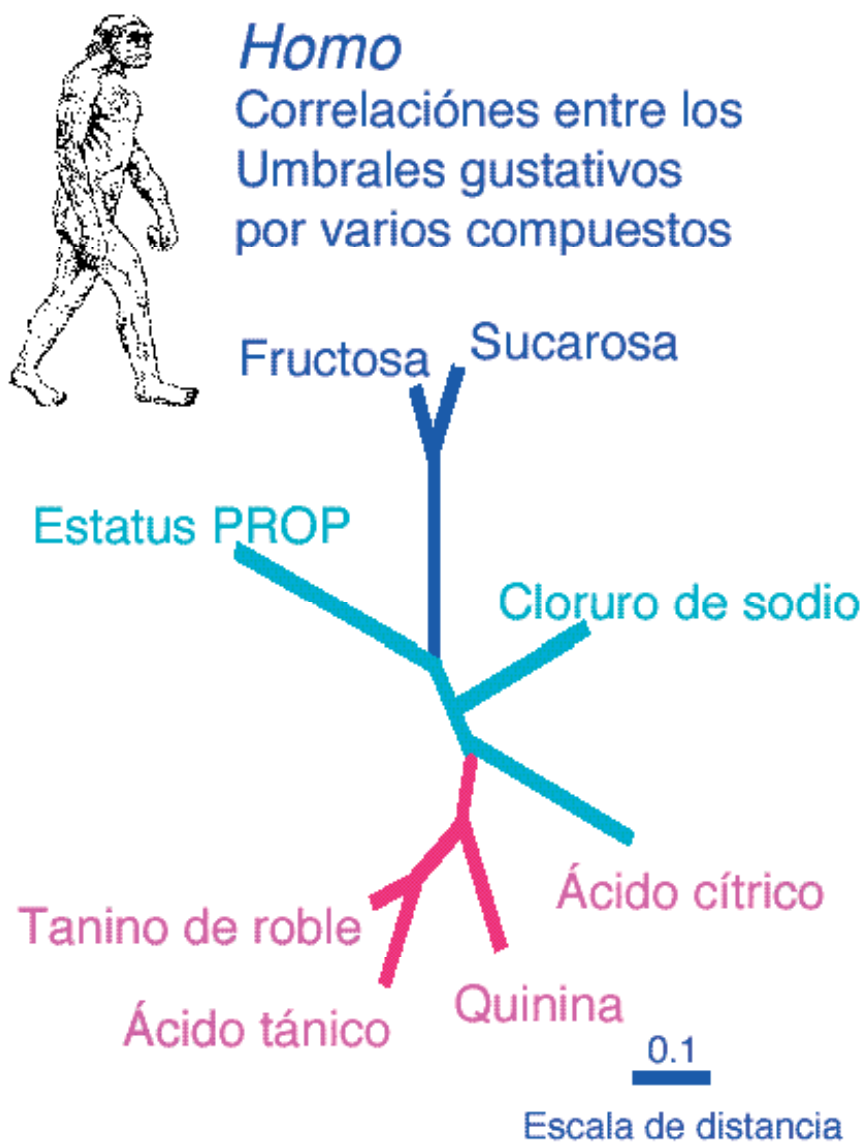 Homo
Correlaciónes entre los
Umbrales gustativos
por varios compuestos
Fructosa
Sucarosa
Estatus PROP
Cloruro de sodio
Ácido cítrico
Tanino de roble
Quinina
Ácido tánico
0.1
Escala de distancia